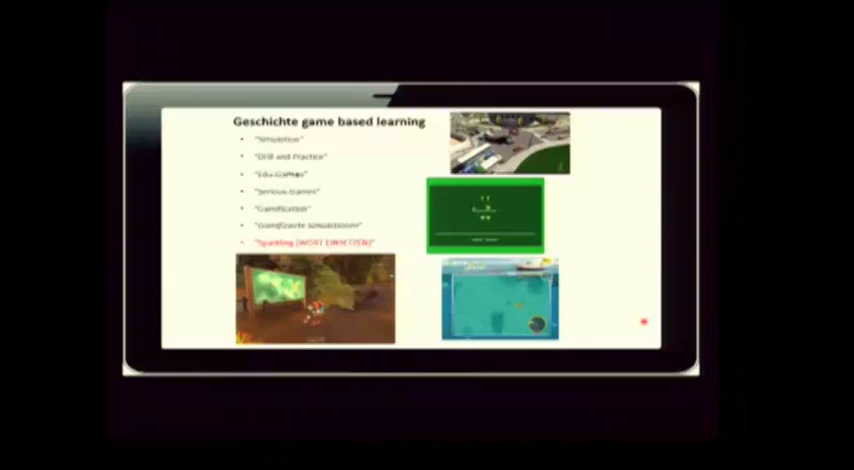 Geschichte game based learning
• "Simulation"
• "Drill and Practice"
• "Edu-Games"
• "Serious-Games"
• "Gamification"
• "Gamifizierte Simulationen"
• "Sparkling [WORT EINSETZEN]"